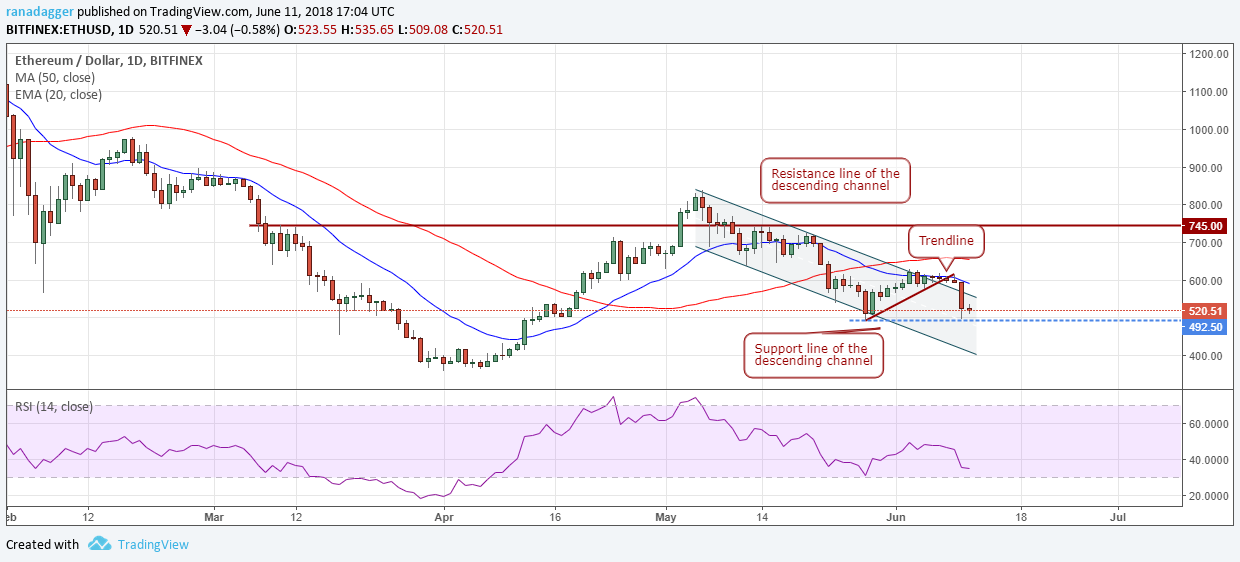 ranadagger published on TradingView.com, June 11, 2018 17:04 UTC
BITFINEX:ETHUSD, 1D 520.51 ▼ −3.04 (−0.58%) O:523.55 H:535.65 L:509.08 C:520.51
Ethereum / Dollar, 1D, BITFINEX
MA (50, close)
EMA (20, close)
1200.00
1100.00
1000.00
900.00
800.00
745.00
700.00
600.00
520.51
492.50
400.00
Resistance line of the
descending channel
Trendline
Support line of the
descending channel
RSI (14, close)
60.0000
40.0000
20.0000
eb 12 Mar 12 Apr 16 May 14 Jun 18 Jul
Created with TradingView